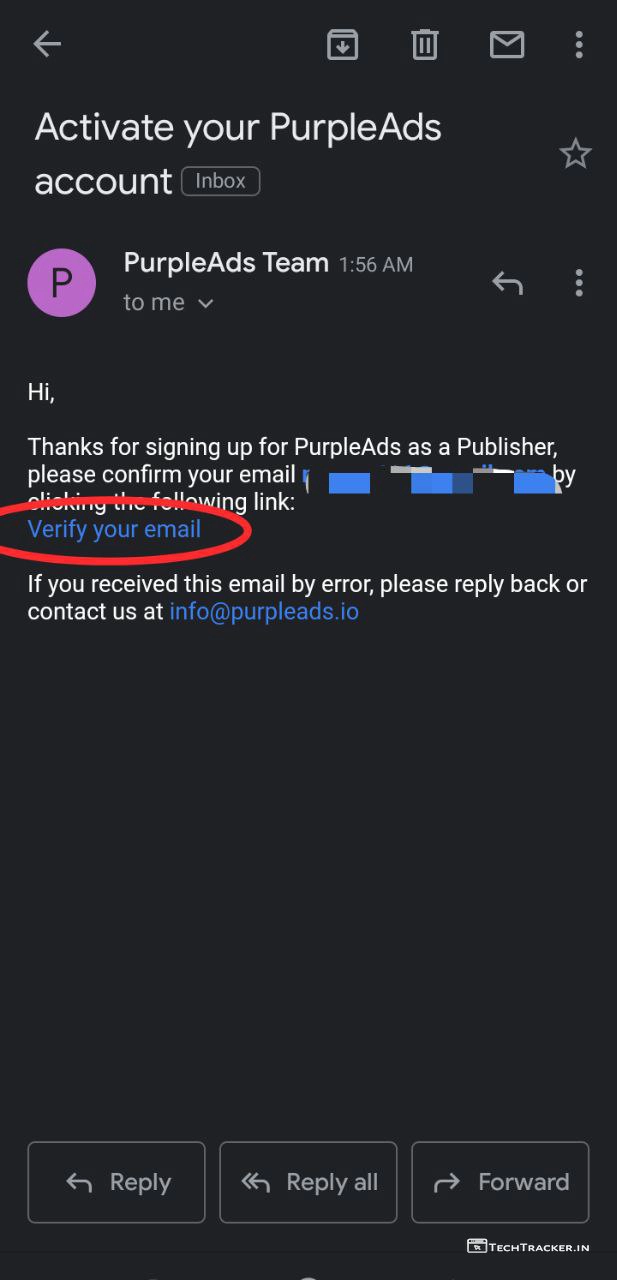 Activate your PurpleAds
account Inbox
P
PurpleAds Team 1:56 AM
to me
Hi,
Thanks for signing up for PurpleAds as a Publisher,
please confirm your email by
clicking the following link:
Verify your email
If you received this email by error, please reply back or
contact us at info@purpleads.io
Reply
Reply all
Forward
TECHTRACKER.IN